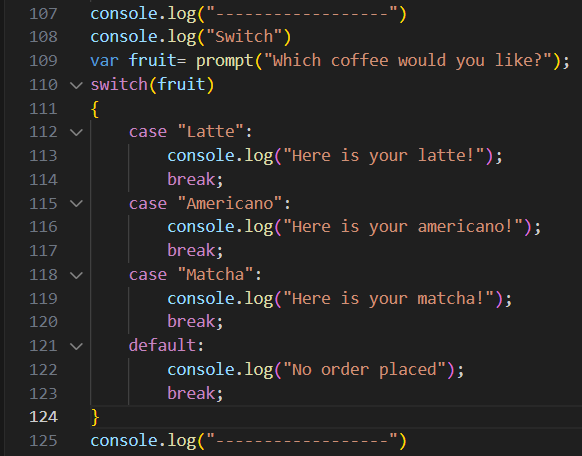 107 console.log("------------------")
108 console.log("Switch")
109 var fruit= prompt("Which coffee would you like?");
110 switch(fruit)
111 {
112     case "Latte":
113         console.log("Here is your latte!");
114         break;
115     case "Americano":
116         console.log("Here is your americano!");
117         break;
118     case "Matcha":
119         console.log("Here is your matcha!");
120         break;
121     default:
122         console.log("No order placed");
123         break;
124 }
125 console.log("------------------")